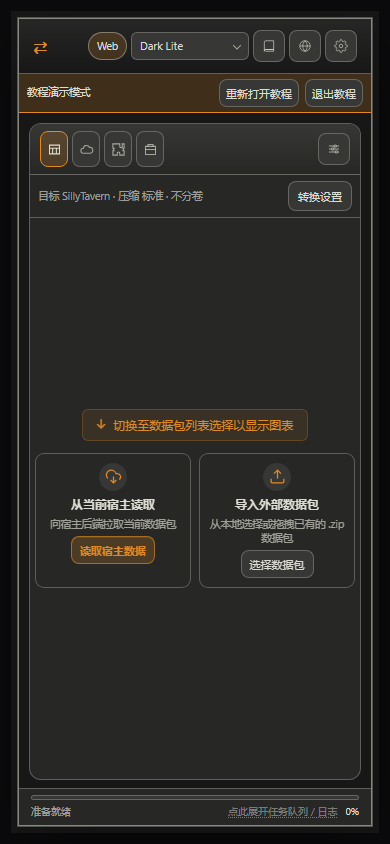 Web
Dark Lite
教程演示模式
重新打开教程
退出教程
目标 SillyTavern · 压缩 标准 · 不分卷
转换设置
切换至数据包列表选择以显示图表
从当前宿主读取
向宿主后端拉取当前数据包
读取宿主数据
导入外部数据包
从本地选择或拖拽已有的 .zip
数据包
选择数据包
准备就绪
点此展开任务队列 / 日志
0%